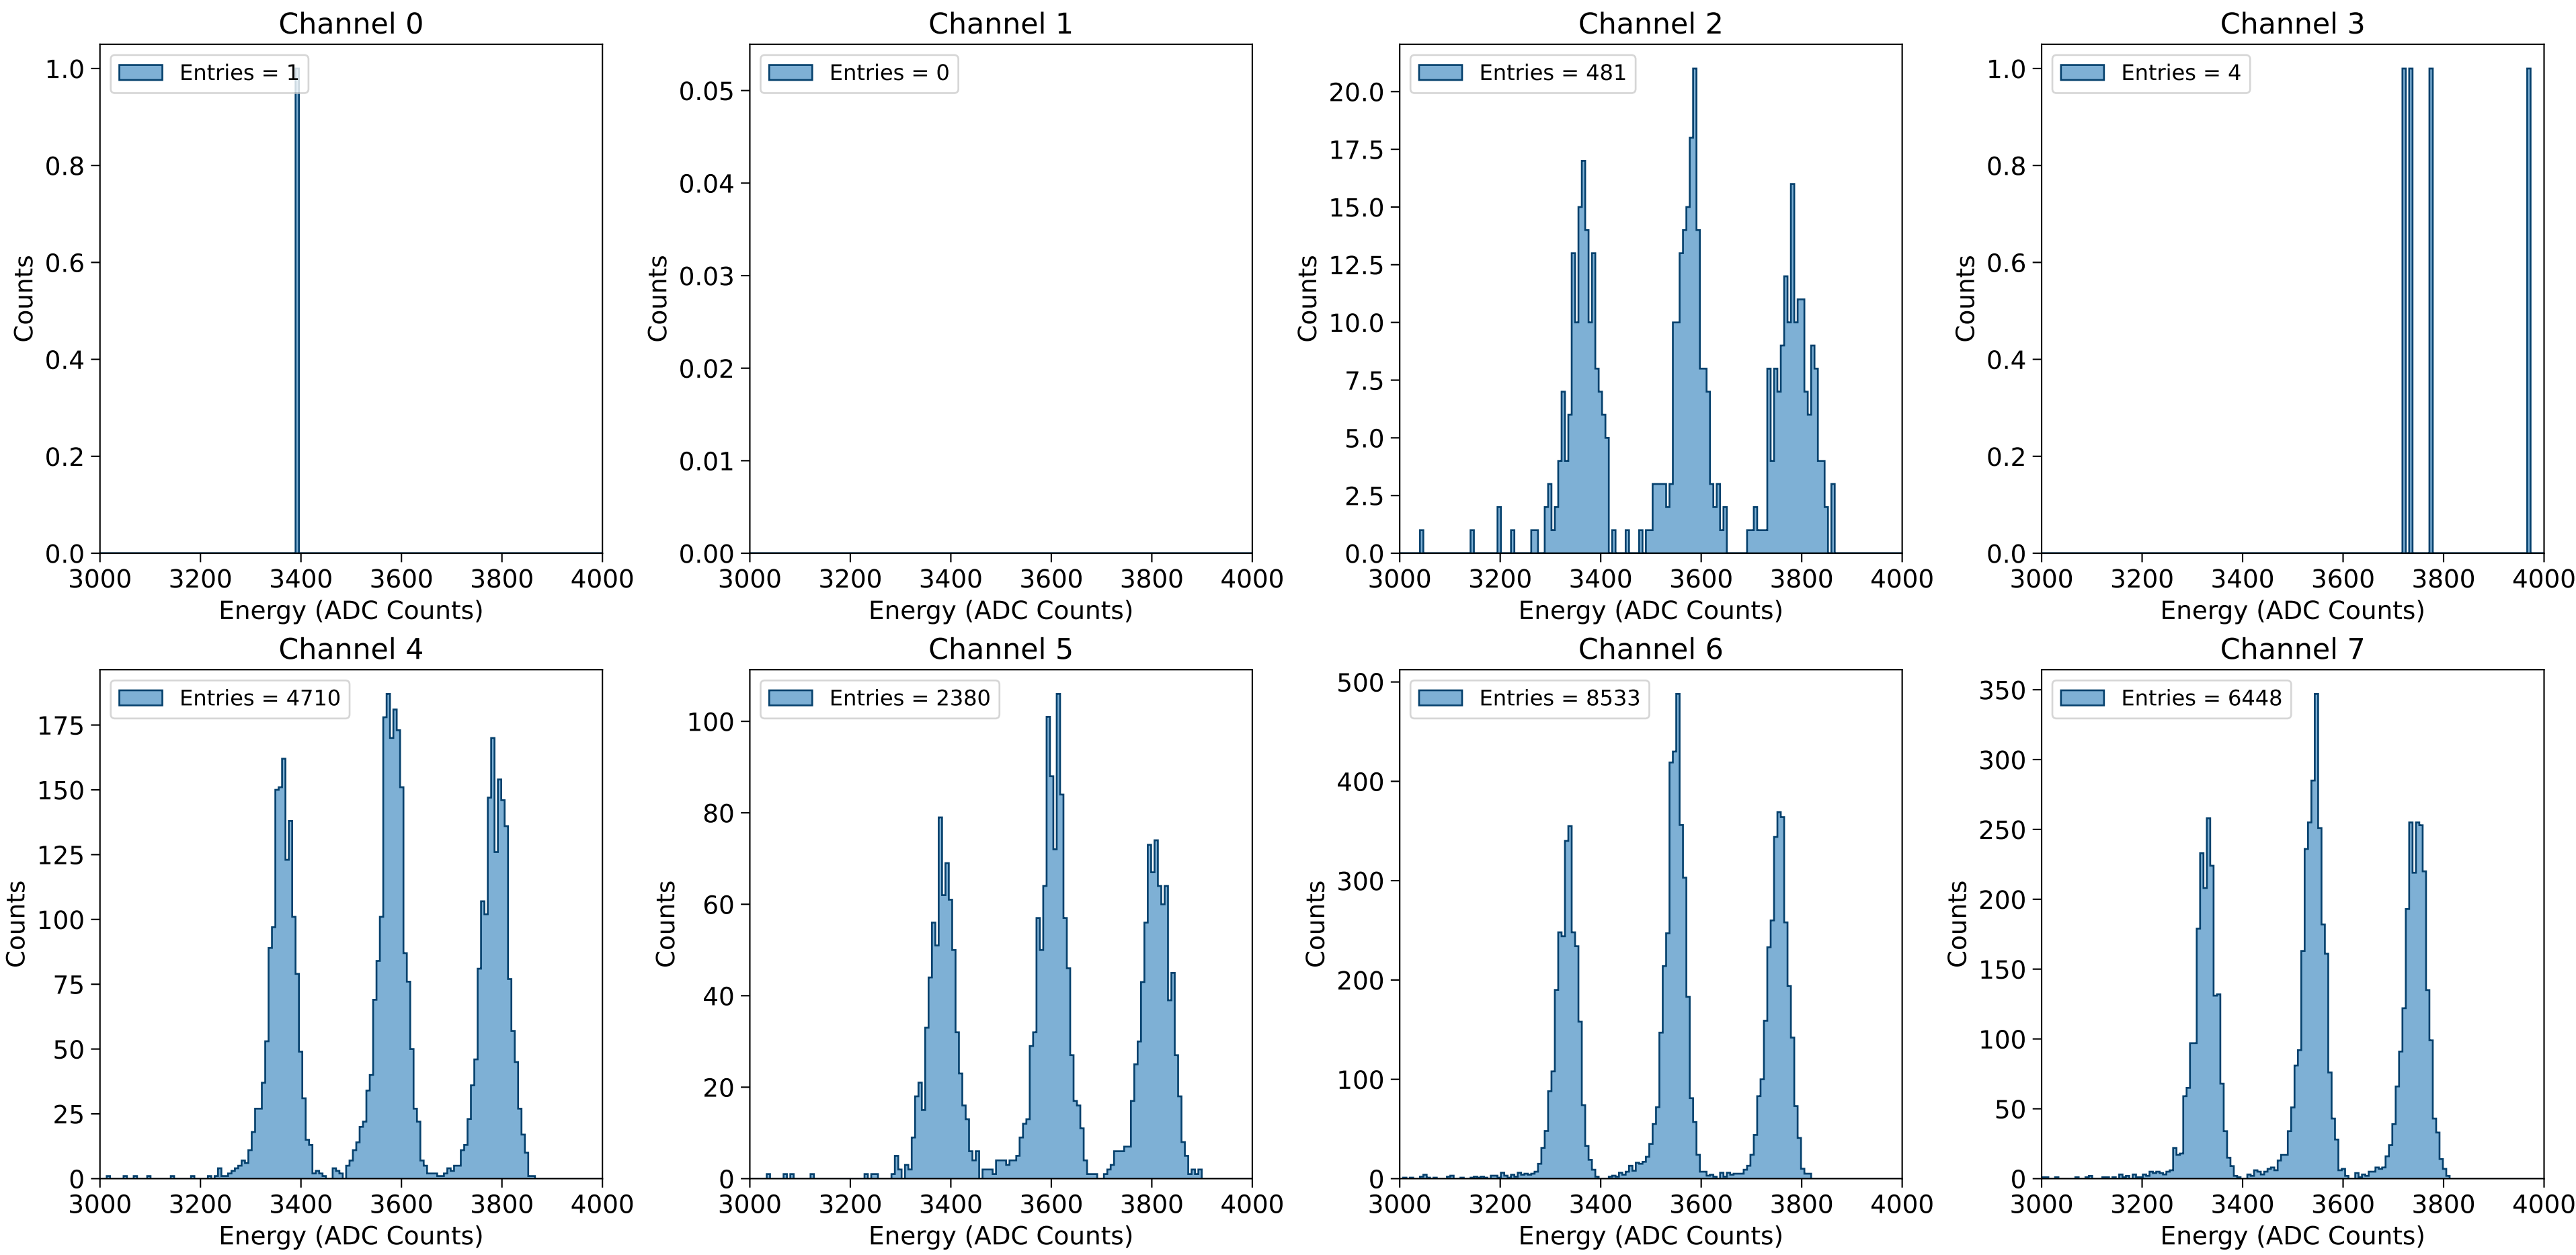 Channel 0
Entries = 1
1.0
0.8
0.6
0.4
0.2
0.0
Counts
3000 3200 3400 3600 3800 4000
Energy (ADC Counts)
Channel 1
Entries = 0
0.05
0.04
0.03
0.02
0.01
0.00
Counts
3000 3200 3400 3600 3800 4000
Energy (ADC Counts)
Channel 2
Entries = 481
20.0
17.5
15.0
12.5
10.0
7.5
5.0
2.5
0.0
Counts
3000 3200 3400 3600 3800 4000
Energy (ADC Counts)
Channel 3
Entries = 4
1.0
0.8
0.6
0.4
0.2
0.0
Counts
3000 3200 3400 3600 3800 4000
Energy (ADC Counts)
Channel 4
Entries = 4710
175
150
125
100
75
50
25
0
Counts
3000 3200 3400 3600 3800 4000
Energy (ADC Counts)
Channel 5
Entries = 2380
100
80
60
40
20
0
Counts
3000 3200 3400 3600 3800 4000
Energy (ADC Counts)
Channel 6
Entries = 8533
500
400
300
200
100
0
Counts
3000 3200 3400 3600 3800 4000
Energy (ADC Counts)
Channel 7
Entries = 6448
350
300
250
200
150
100
50
0
Counts
3000 3200 3400 3600 3800 4000
Energy (ADC Counts)